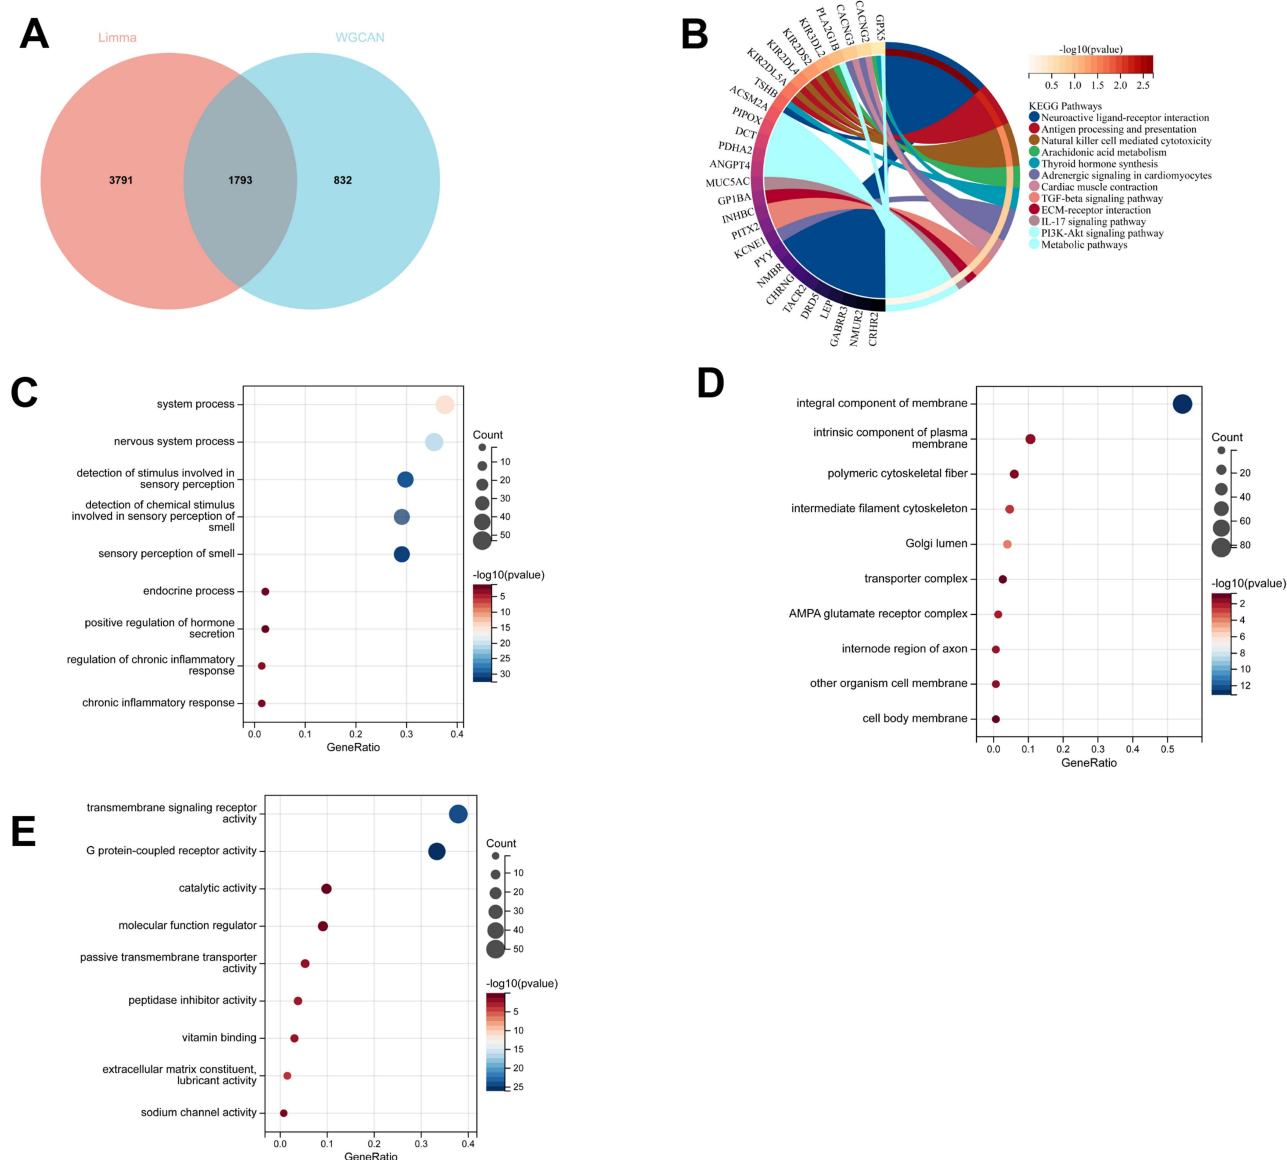 A
Limma
WGCAN
3791
1793
832
B
GPX5
CACNG2
CACNG3
PLA2G1B
KIR3DL2
KIR2DS2
KIR2DL4
KIR2DL5A
TSHB
ACSM2A
PIPOX
DCT
PDHA2
ANGPT4
MUC5AC
GP1BA
INHBC
PITX2
KCNE1
PYY
NMBR
CHRNG
TACR2
DRD5
LEP
GABRR3
NMUR2
CRHR2
-log10(pvalue)
0.5 1.0 1.5 2.0 2.5
KEGG Pathways
Neuroactive ligand-receptor interaction
Antigen processing and presentation
Natural killer cell mediated cytotoxicity
Arachidonic acid metabolism
Thyroid hormone synthesis
Adrenergic signaling in cardiomyocytes
Cardiac muscle contraction
TGF-beta signaling pathway
ECM-receptor interaction
IL-17 signaling pathway
PI3K-Akt signaling pathway
Metabolic pathways
C
system process
nervous system process
detection of stimulus involved in
sensory perception
detection of chemical stimulus
involved in sensory perception of
smell
sensory perception of smell
endocrine process
positive regulation of hormone
secretion
regulation of chronic inflammatory
response
chronic inflammatory response
0.0 0.1 0.2 0.3 0.4
GeneRatio
Count
10
20
30
40
50
-log10(pvalue)
5
10
15
20
25
30
D
integral component of membrane
intrinsic component of plasma
membrane
polymeric cytoskeletal fiber
intermediate filament cytoskeleton
Golgi lumen
transporter complex
AMPA glutamate receptor complex
internode region of axon
other organism cell membrane
cell body membrane
0.0 0.1 0.2 0.3 0.4 0.5
GeneRatio
Count
20
40
60
80
-log10(pvalue)
2
4
6
8
10
12
E
transmembrane signaling receptor
activity
G protein-coupled receptor activity
catalytic activity
molecular function regulator
passive transmembrane transporter
activity
peptidase inhibitor activity
vitamin binding
extracellular matrix constituent,
lubricant activity
sodium channel activity
0.0 0.1 0.2 0.3 0.4
GeneRatio
Count
10
20
30
40
50
-log10(pvalue)
5
10
15
20
25